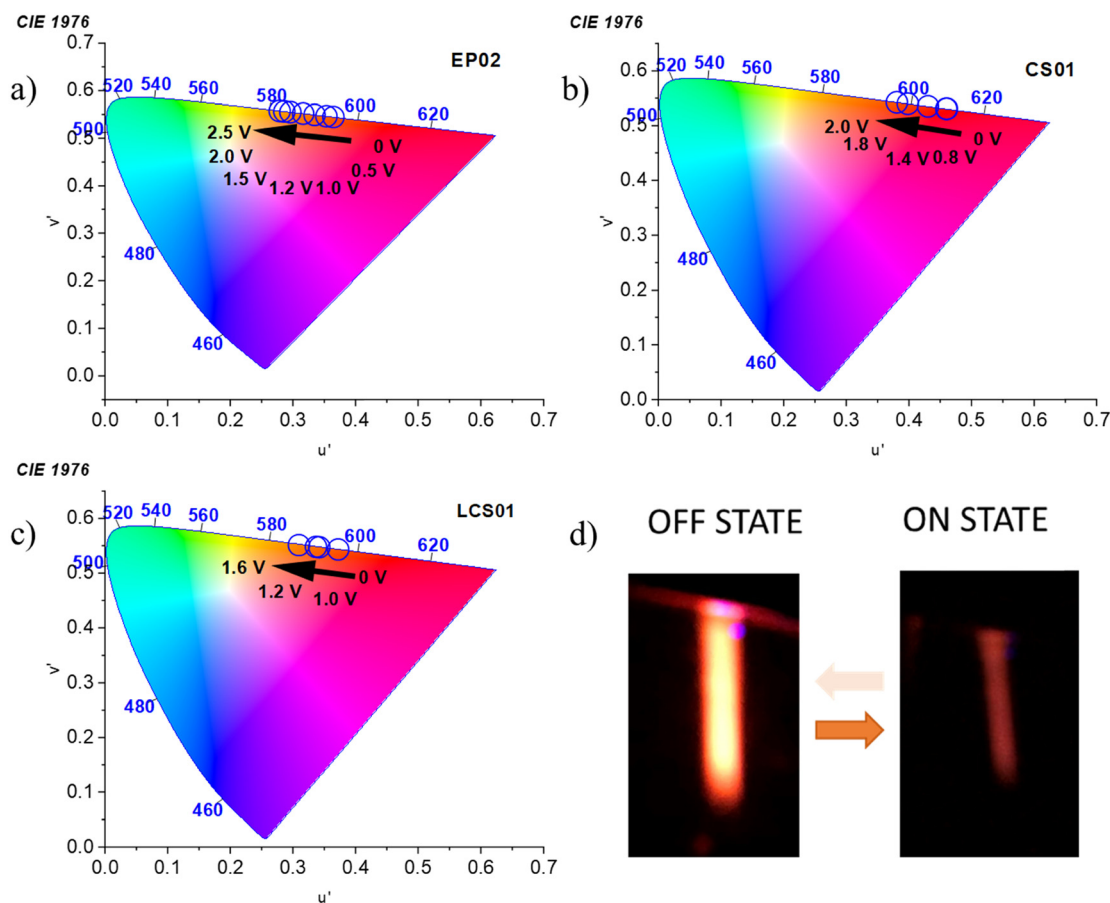 CIE 1976
a)
EP02
0.7
0.6
0.5
0.4
0.3
0.2
0.1
0.0
v'
520 540 560 580 600 620
500
480
460
2.5 V 0 V
2.0 V 0.5 V
1.5 V 1.2 V 1.0 V
0.0 0.1 0.2 0.3 0.4 0.5 0.6 0.7
u'
CIE 1976
b)
CS01
0.6
0.5
0.4
0.3
0.2
0.1
0.0
v'
520 540 560 580 600 620
500
480
460
2.0 V 0 V
1.8 V 1.4 V 0.8 V
0.0 0.1 0.2 0.3 0.4 0.5 0.6 0.7
u'
CIE 1976
c)
LCS01
0.6
0.5
0.4
0.3
0.2
0.1
0.0
v'
520 540 560 580 600 620
500
480
460
1.6 V 0 V
1.2 V 1.0 V
0.0 0.1 0.2 0.3 0.4 0.5 0.6 0.7
u'
d)
OFF STATE ON STATE